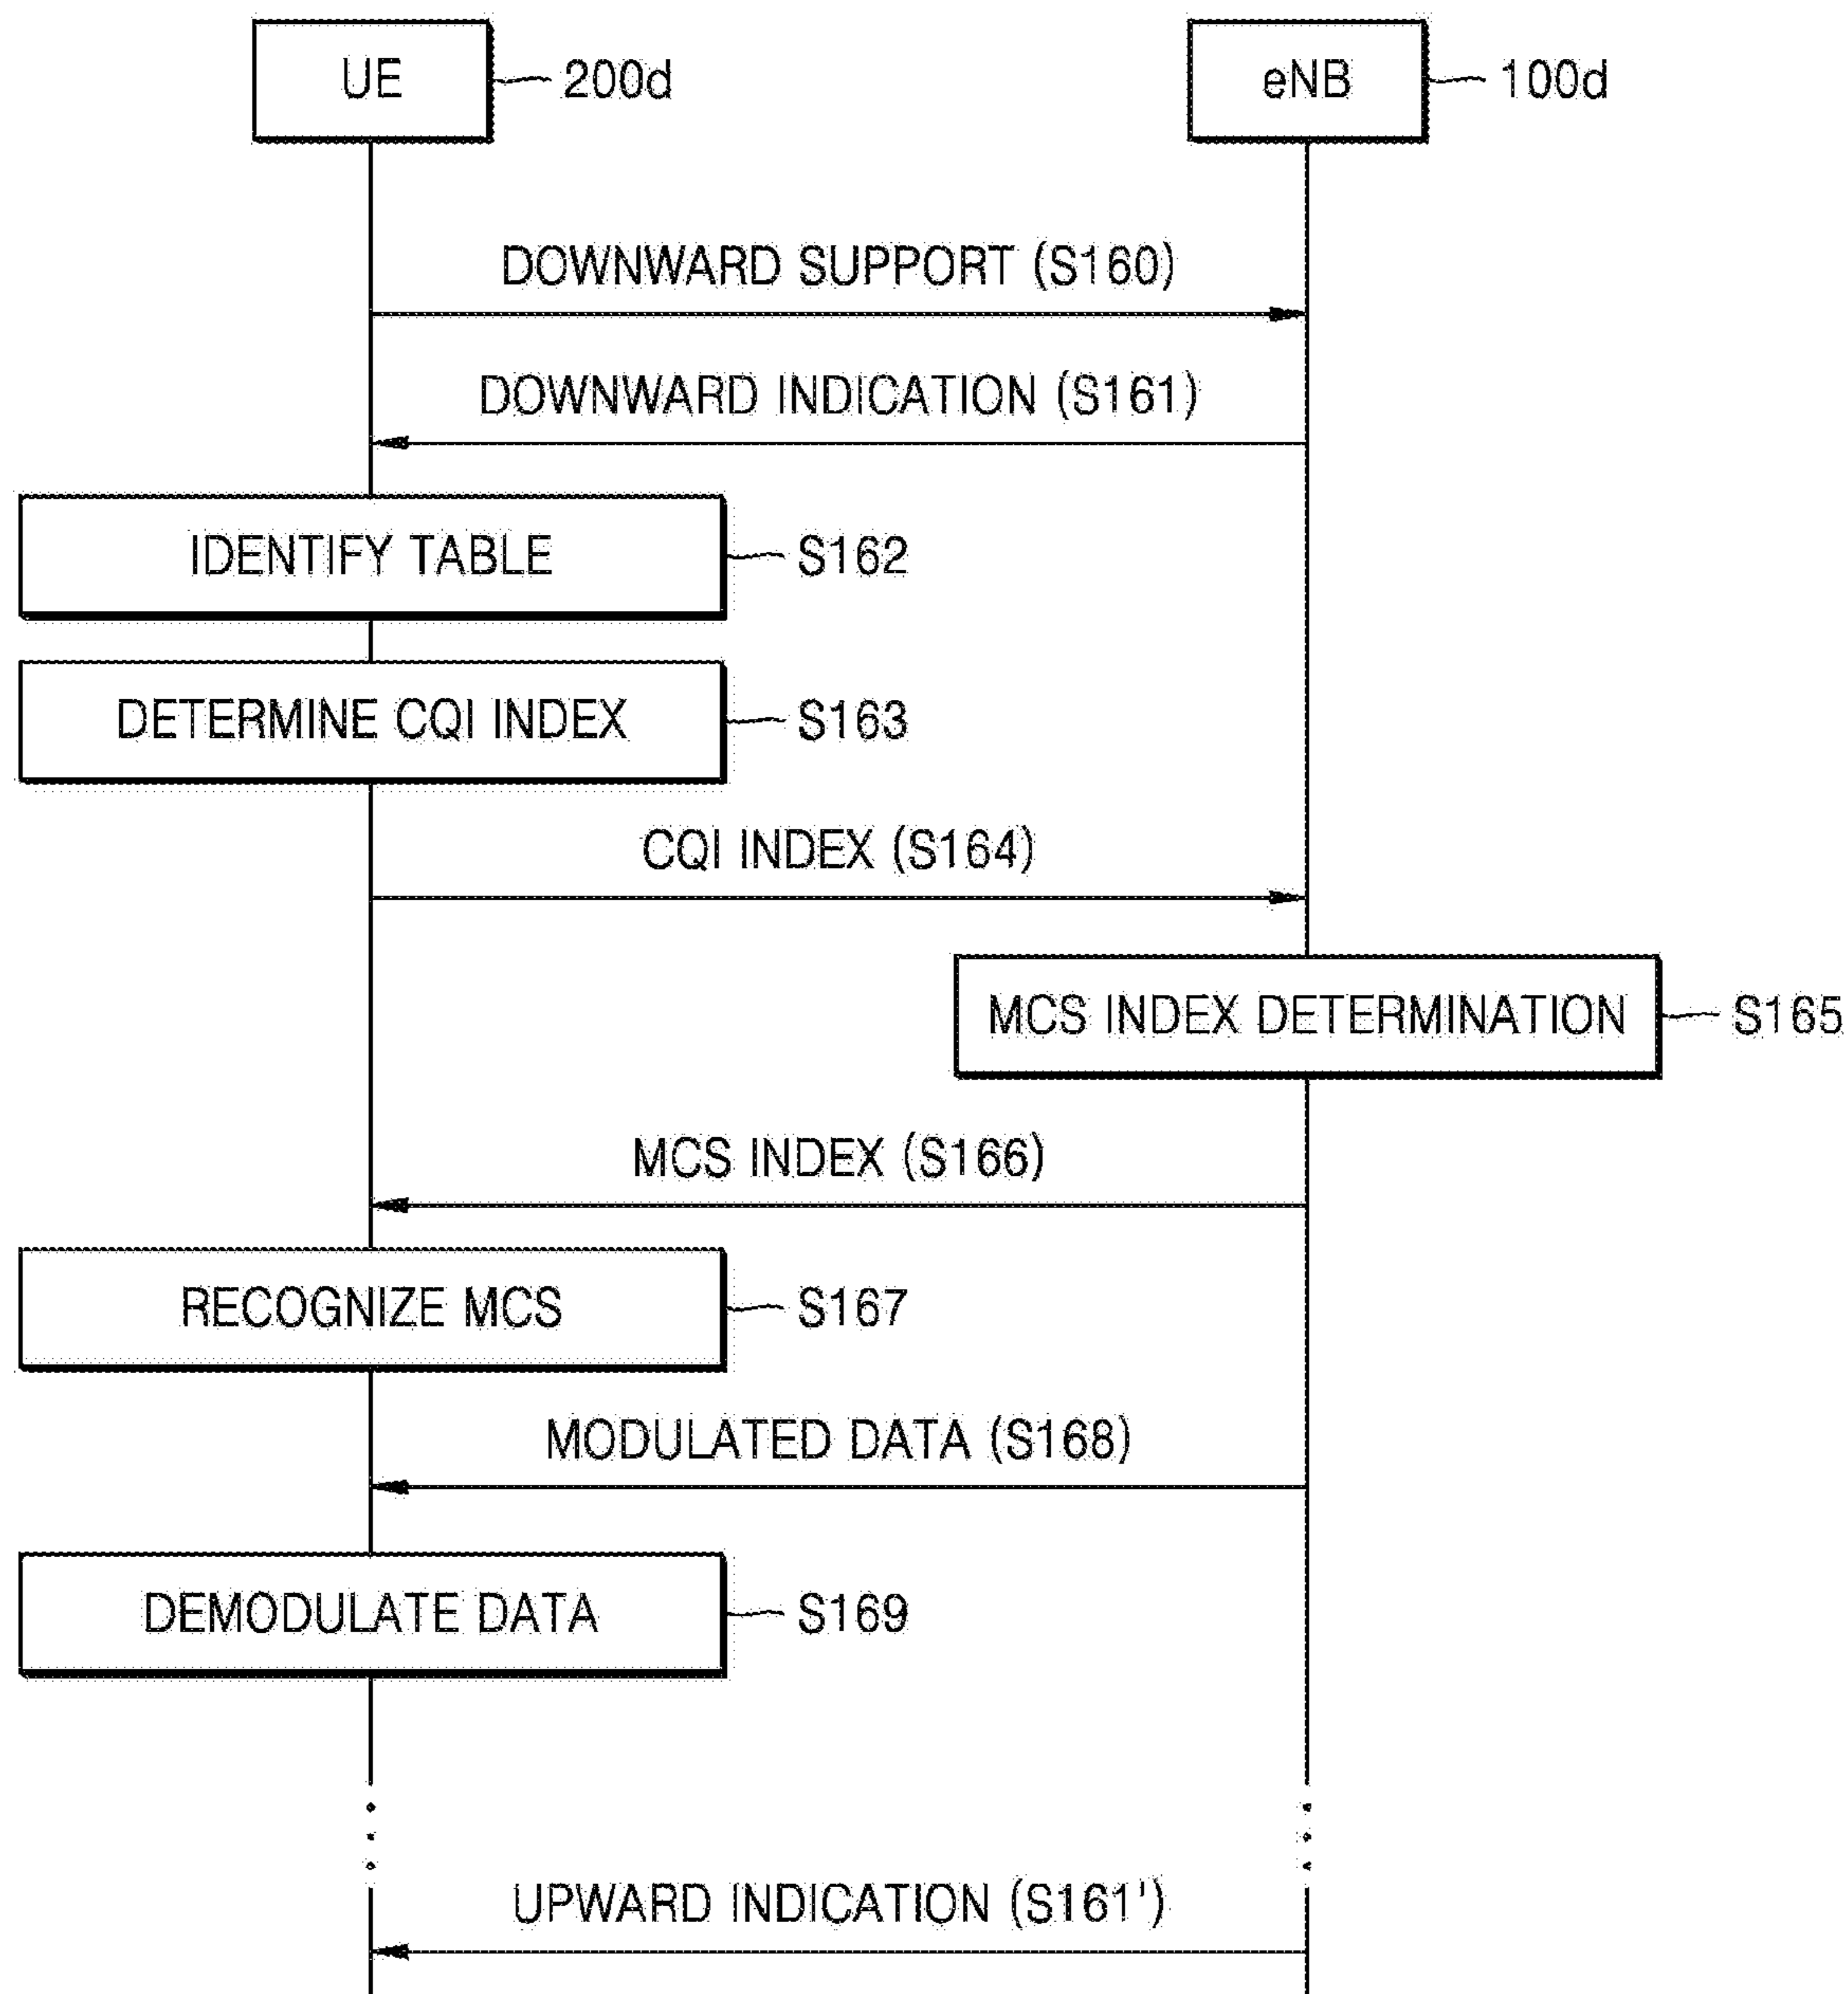 UE 200d eNB 100d
DOWNWARD SUPPORT (S160)
DOWNWARD INDICATION (S161)
IDENTIFY TABLE S162
DETERMINE CQI INDEX S163
CQI INDEX (S164)
MCS INDEX DETERMINATION S165
MCS INDEX (S166)
RECOGNIZE MCS S167
MODULATED DATA (S168)
DEMODULATE DATA S169
UPWARD INDICATION (S161')